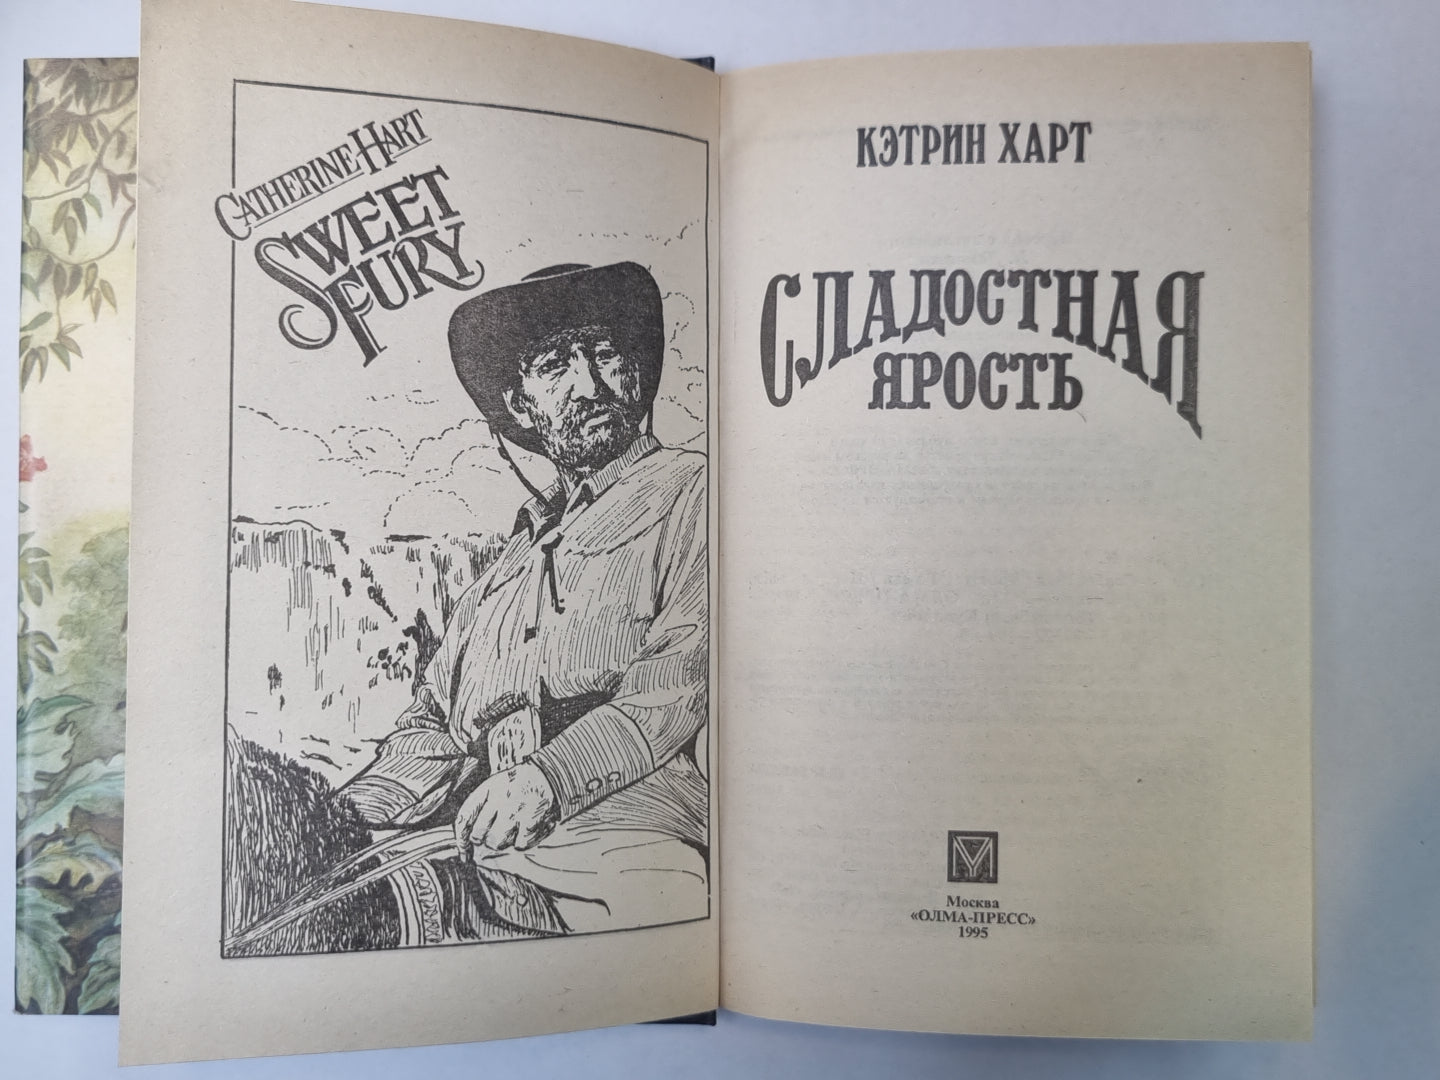 CATHERINE HART
SWEET
FURY
КЭТРИН ХАРТ
СЛАДОСТНАЯ
ЯРОСТЬ
Москва
«ОЛМА-ПРЕСС»
1995